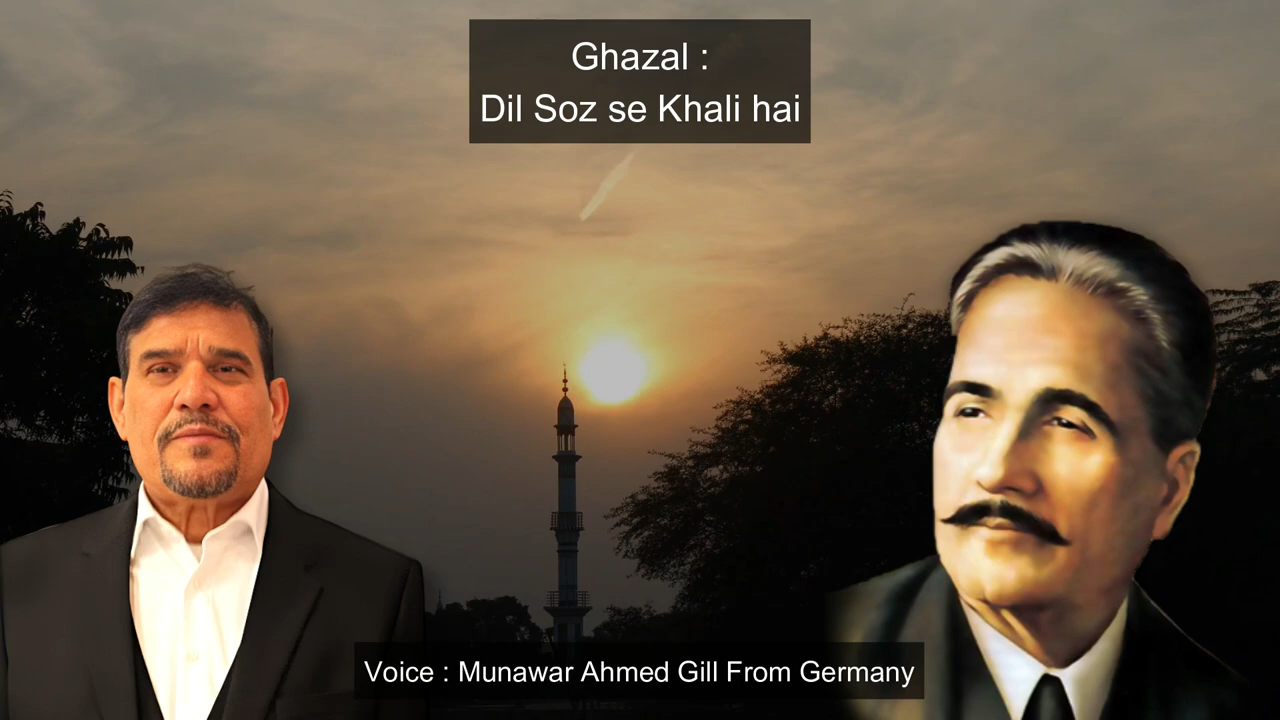 Ghazal :
Dil Soz se Khali hai
Voice : Munawar Ahmed Gill From Germany